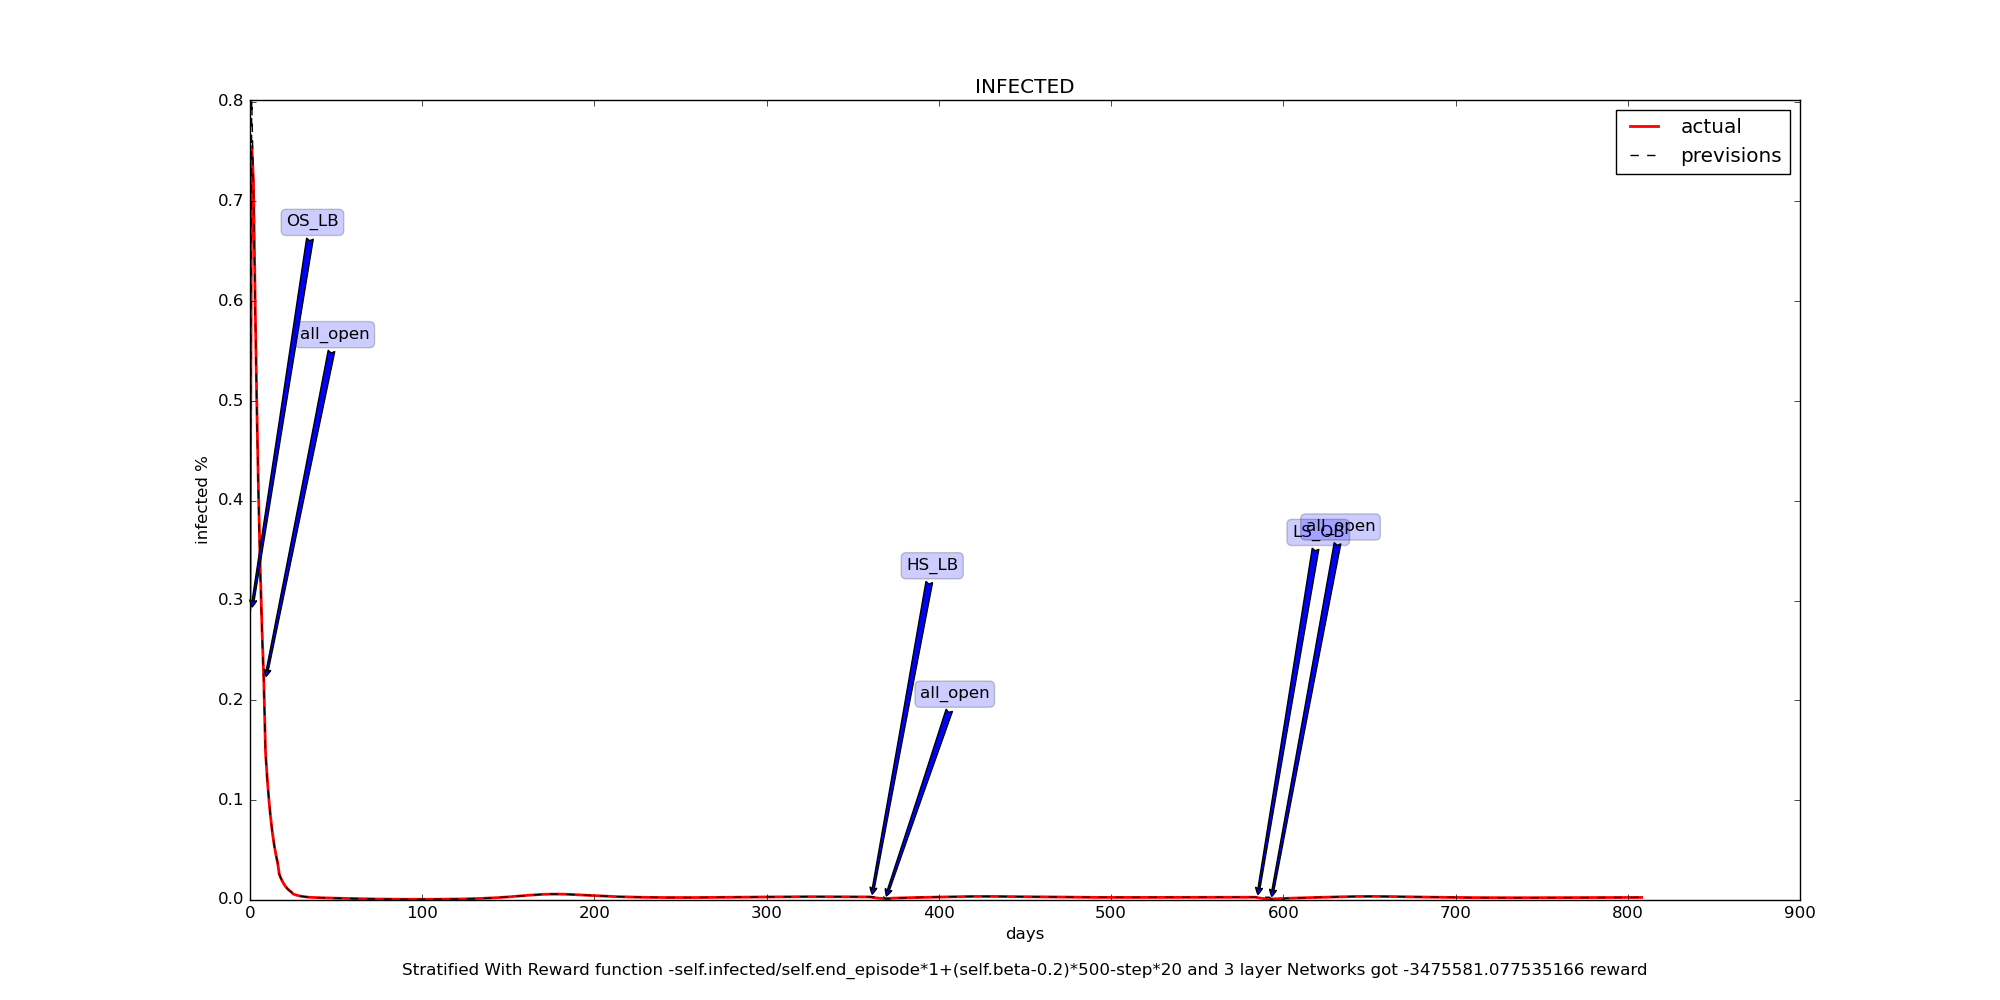 INFECTED
0.8
0.7
0.6
0.5
0.4
0.3
0.2
0.1
0.0
infected %
actual
previsions
OS_LB
all_open
HS_LB
all_open
LS_OB
all_open
0 100 200 300 400 500 600 700 800 900
days
Stratified With Reward function -self.infected/self.end_episode*1+(self.beta-0.2)*500-step*20 and 3 layer Networks got -3475581.077535166 reward